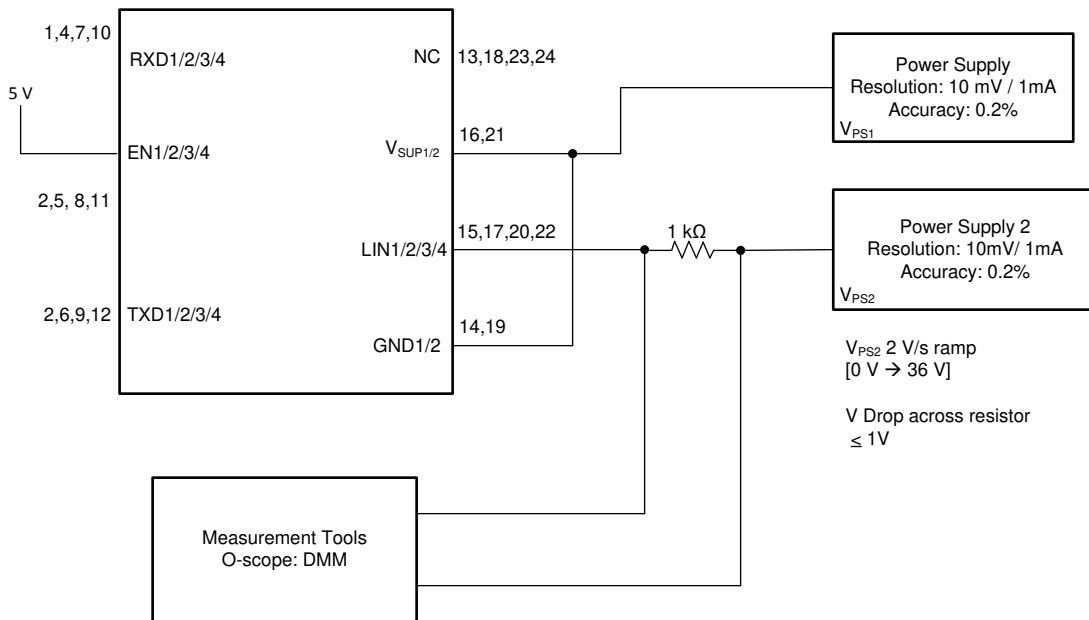 1,4,7,10
RXD1/2/3/4
NC
13,18,23,24
Power Supply
Resolution: 10 mV / 1mA
Accuracy: 0.2%
VPS1
5 V
EN1/2/3/4
VSUP1/2
16,21
2,5, 8,11
LIN1/2/3/4
15,17,20,22
1 kΩ
Power Supply 2
Resolution: 10mV/ 1mA
Accuracy: 0.2%
VPS2
2,6,9,12
TXD1/2/3/4
GND1/2
14,19
VPS2 2 V/s ramp
[0 V → 36 V]
V Drop across resistor
≤ 1V
Measurement Tools
O-scope: DMM